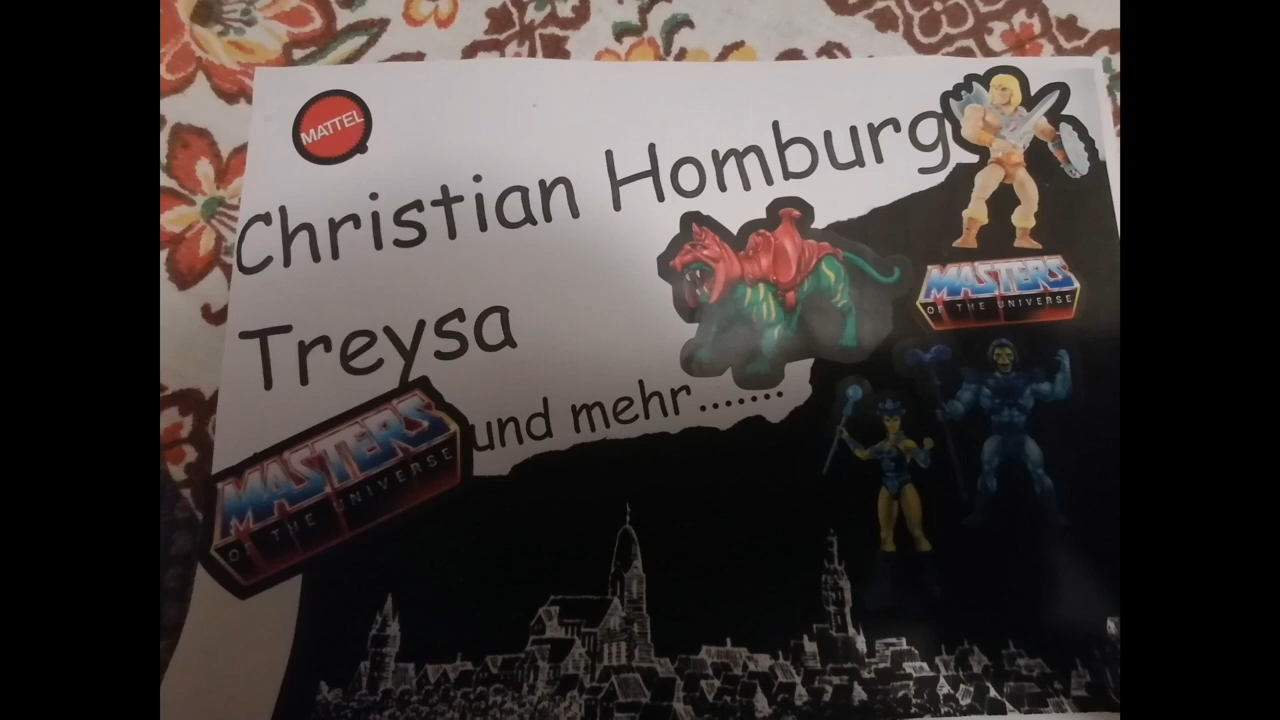 MATTEL
Christian Homburg
Treysa
und mehr.......
MASTERS
OF THE UNIVERSE
MASTERS
OF THE UNIVERSE